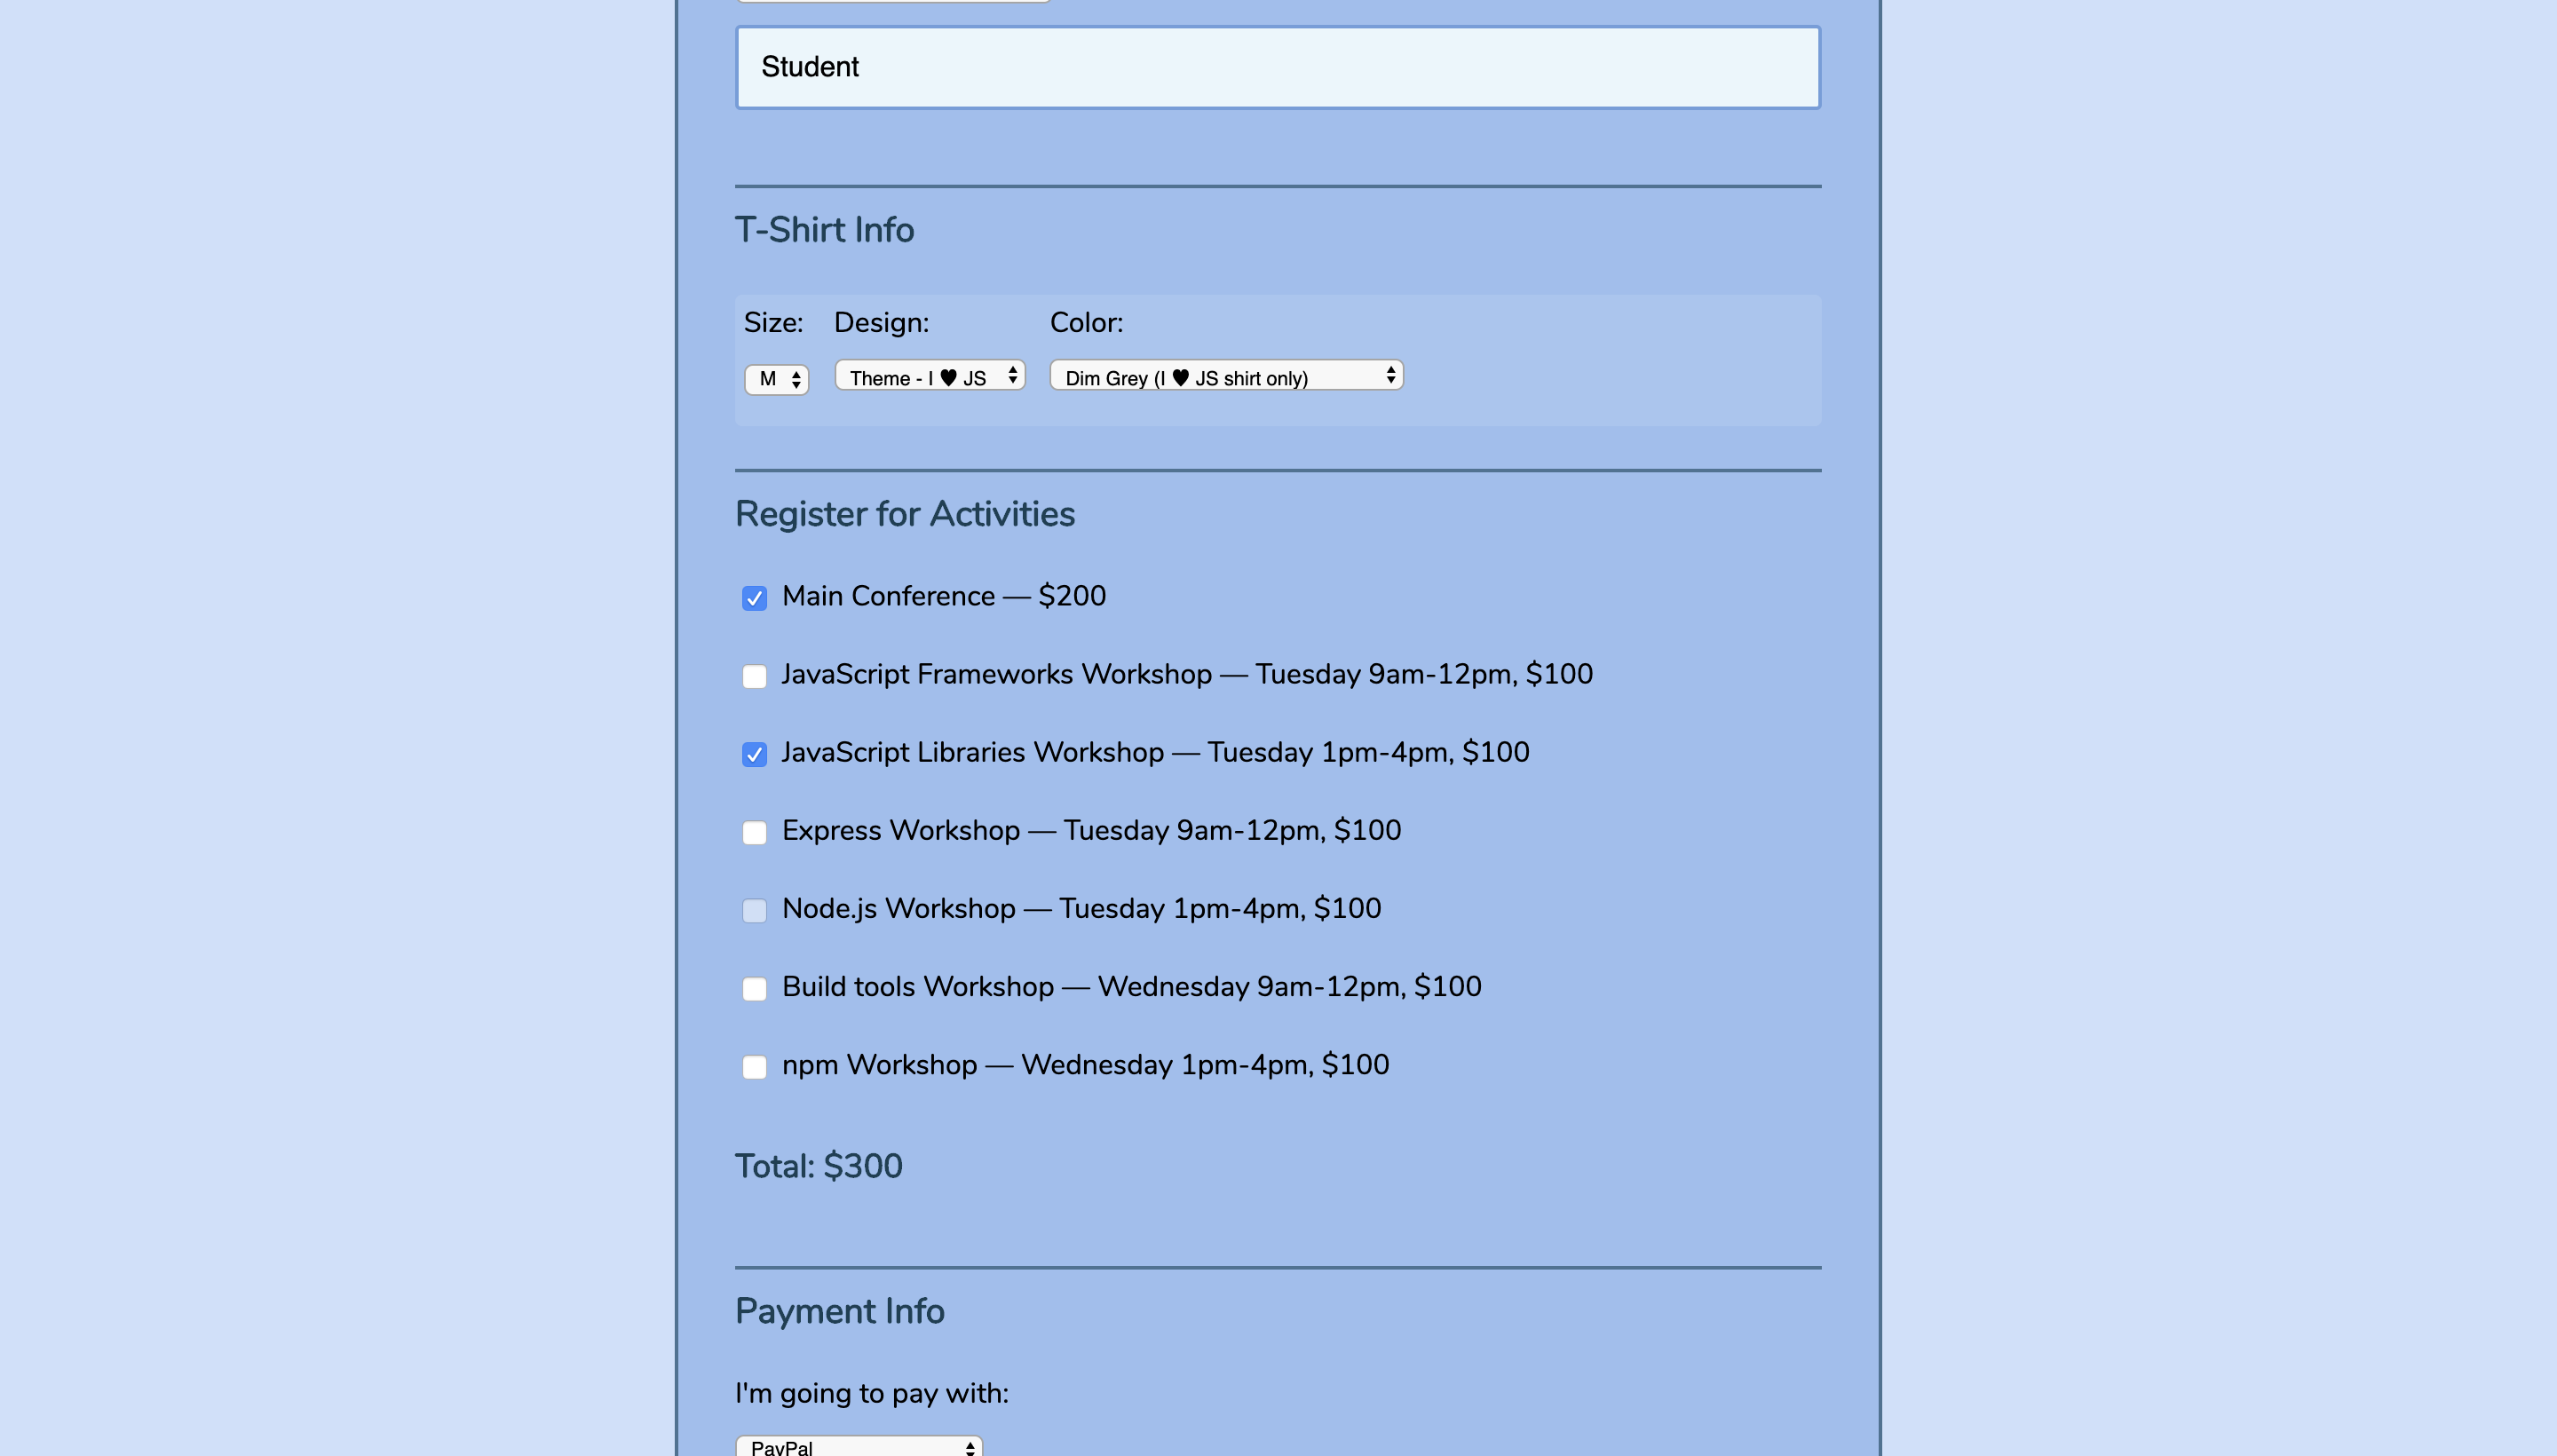 Student
T-Shirt Info
Size: Design: Color:
M Theme - I ♥ JS Dim Grey (I ♥ JS shirt only)
Register for Activities
Main Conference — $200
JavaScript Frameworks Workshop — Tuesday 9am-12pm, $100
JavaScript Libraries Workshop — Tuesday 1pm-4pm, $100
Express Workshop — Tuesday 9am-12pm, $100
Node.js Workshop — Tuesday 1pm-4pm, $100
Build tools Workshop — Wednesday 9am-12pm, $100
npm Workshop — Wednesday 1pm-4pm, $100
Total: $300
Payment Info
I'm going to pay with:
PayPal